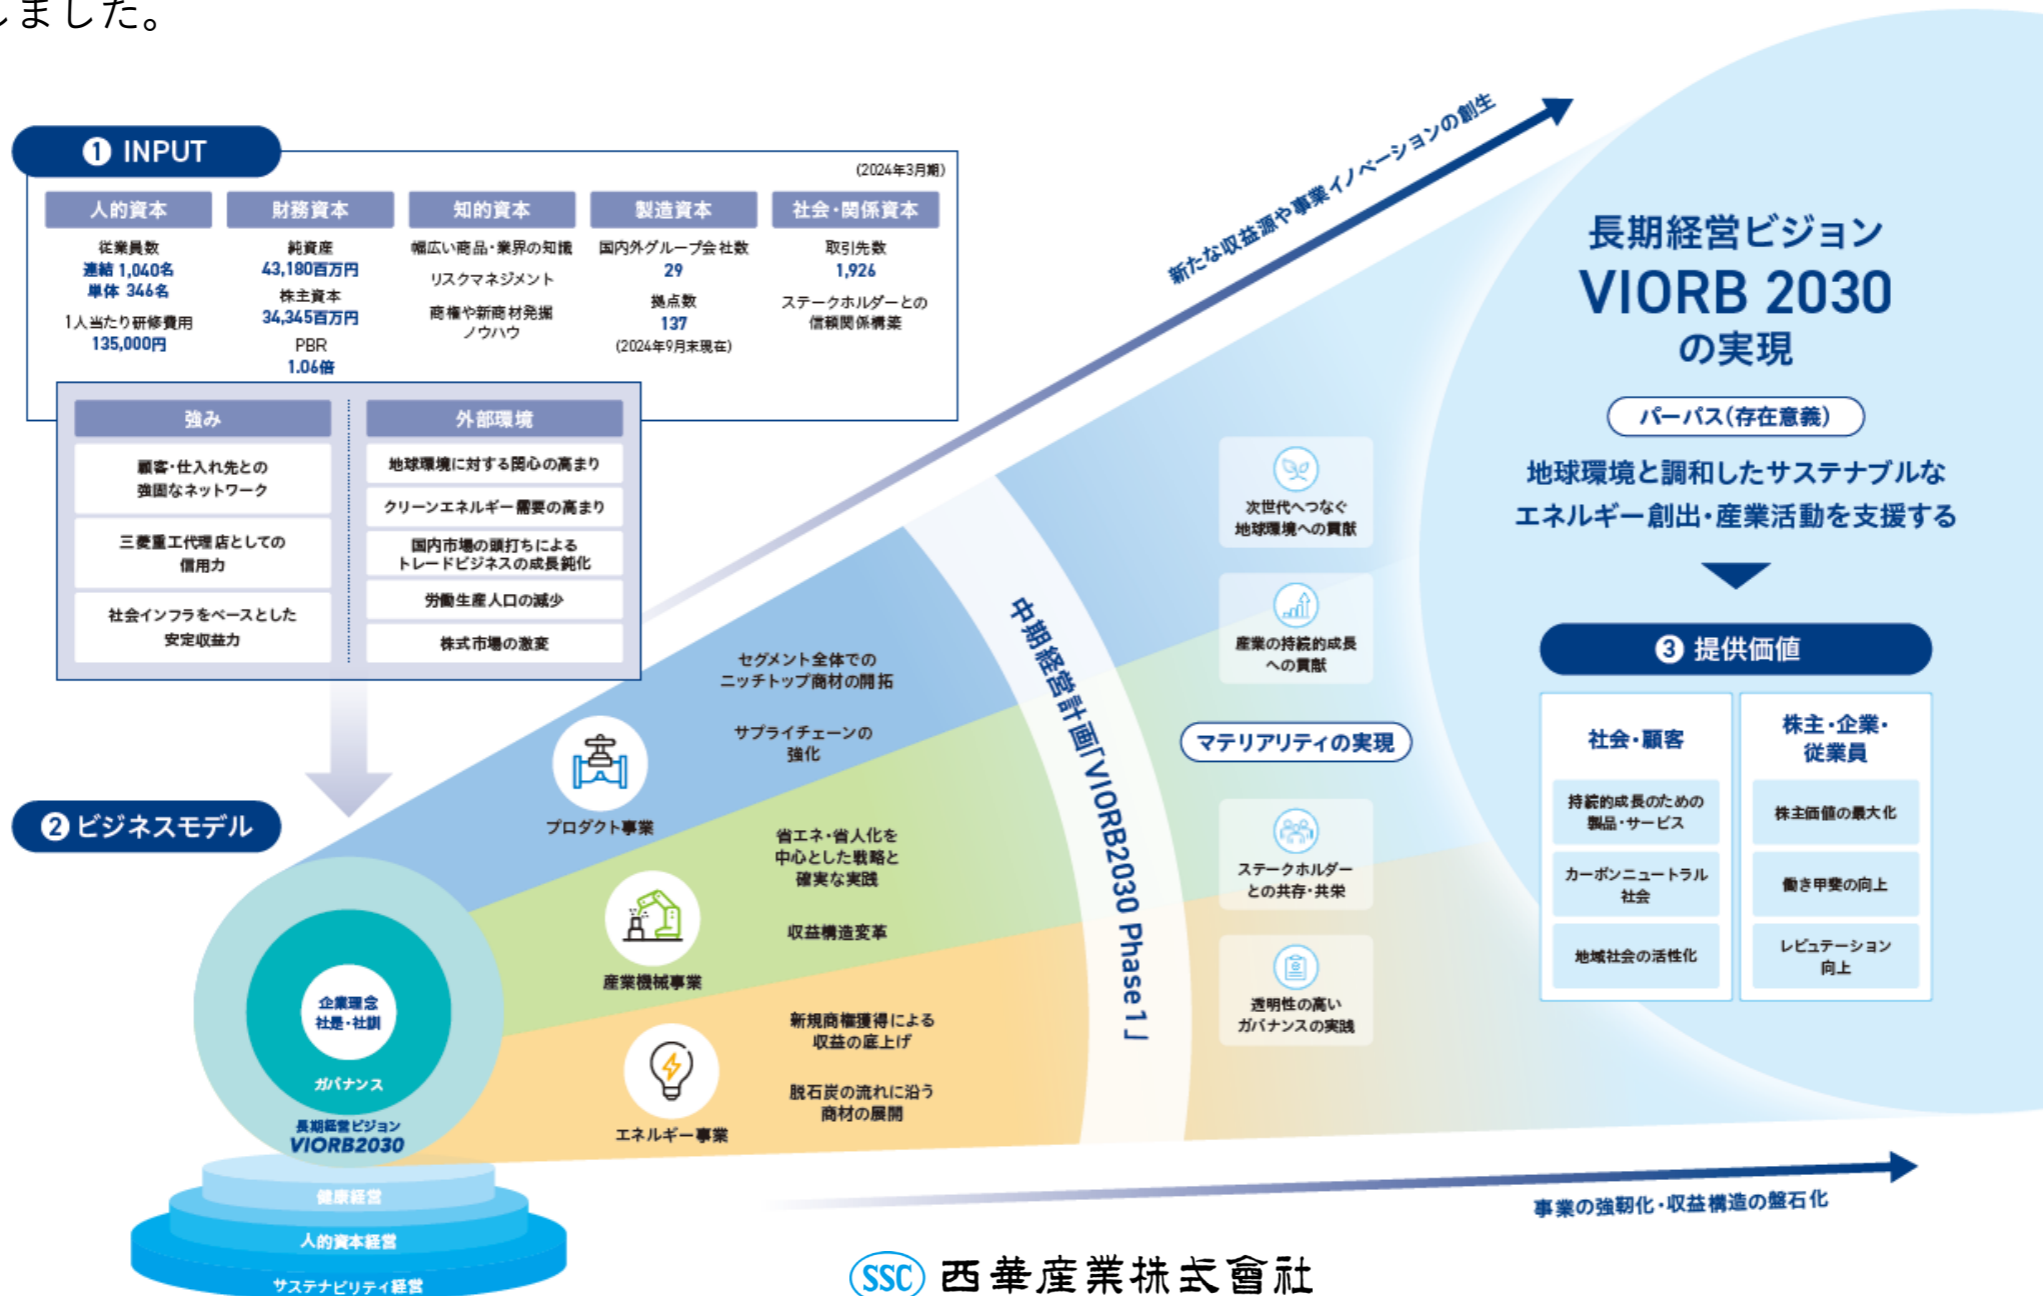 しました。
1 INPUT
(2024年3月期)
人的資本
従業員数
連結 1,040名
単体 346名
1人当たり研修費用
135,000円
財務資本
純資産
43,180百万円
株主資本
34,345百万円
PBR
1.06倍
知的資本
幅広い商品・業界の知識
リスクマネジメント
商権や新商材発掘
ノウハウ
製造資本
国内外グループ会社数
29
拠点数
137
(2024年9月末現在)
社会・関係資本
取引先数
1,926
ステークホルダーとの
信頼関係構築
強み
顧客・仕入れ先との
強固なネットワーク
三菱重工代理店としての
信用力
社会インフラをベースとした
安定収益力
外部環境
地球環境に対する関心の高まり
クリーンエネルギー需要の高まり
国内市場の頭打ちによる
トレードビジネスの成長鈍化
労働生産人口の減少
株式市場の激変
2 ビジネスモデル
企業理念
社是・社訓
ガバナンス
長期経営ビジョン
VIORB2030
健康経営
人的資本経営
サステナビリティ経営
プロダクト事業
セグメント全体での
ニッチトップ商材の開拓
サプライチェーンの
強化
産業機械事業
省エネ・省人化を
中心とした戦略と
確実な実践
収益構造変革
エネルギー事業
新規商権獲得による
収益の底上げ
脱石炭の流れに沿う
商材の展開
中期経営計画「VIORB2030 Phase1」
新たな収益源や事業イノベーションの創生
次世代へつなぐ
地球環境への貢献
産業の持続的成長
への貢献
マテリアリティの実現
ステークホルダー
との共存・共栄
透明性の高い
ガバナンスの実践
事業の強靭化・収益構造の盤石化
長期経営ビジョン
VIORB 2030
の実現
パーパス(存在意義)
地球環境と調和したサステナブルな
エネルギー創出・産業活動を支援する
3 提供価値
社会・顧客
持続的成長のための
製品・サービス
カーボンニュートラル
社会
地域社会の活性化
株主・企業・
従業員
株主価値の最大化
働き甲斐の向上
レピュテーション
向上
SSC 西華産業株式會社